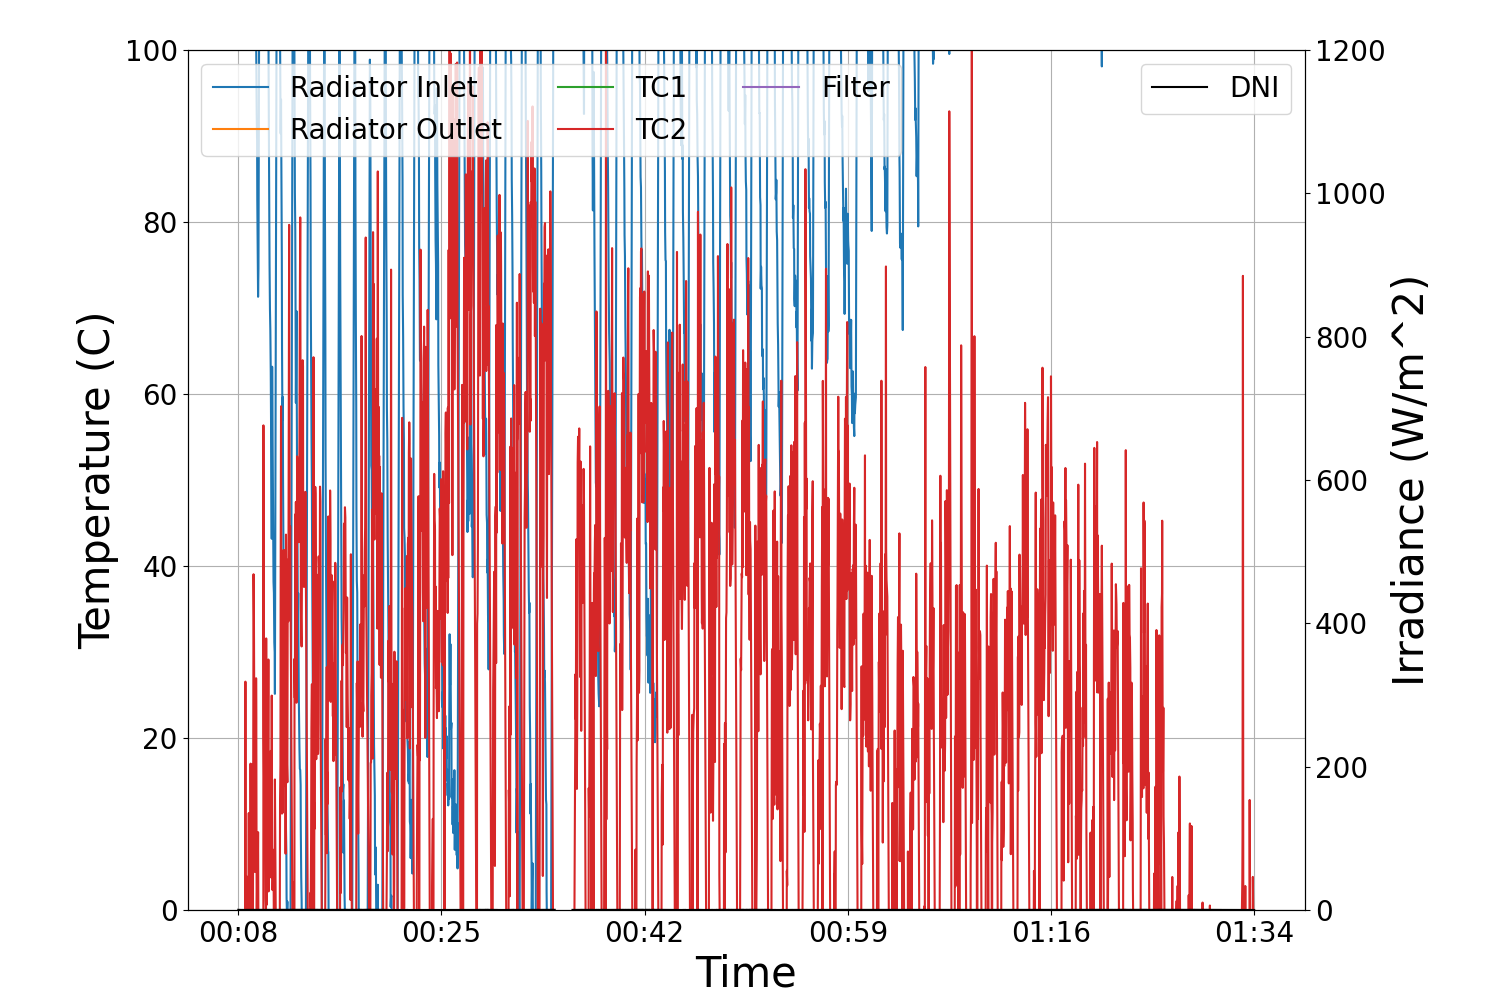 100
80
60
40
20
0
Temperature (C)
Radiator Inlet
Radiator Outlet
TC1
TC2
Filter
DNI
1200
1000
800
600
400
200
0
Irradiance (W/m^2)
00:08 00:25 00:42 00:59 01:16 01:34
Time